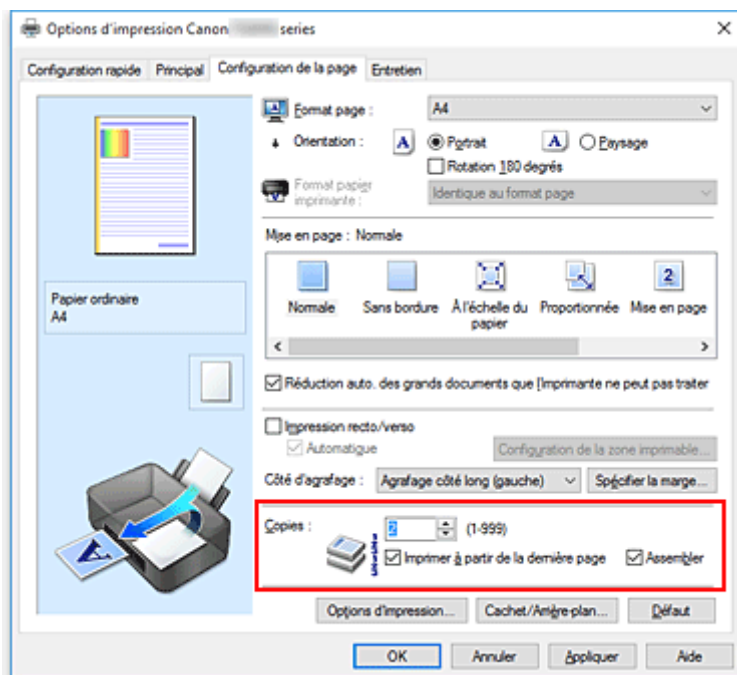 Options d'impression Canon series
Configuration rapide Principal Configuration de la page Entretien
Format page : A4
Orientation : A Portrait A Paysage
Rotation 180 degrés
Format papier
imprimante : Identique au format page
Mise en page : Normale
2
Normale Sans bordure À l'échelle du Proportionnée Mise en page
papier
Papier ordinaire
A4
Réduction auto. des grands documents que l'imprimante ne peut pas traiter
Impression recto/verso
Automatique Configuration de la zone imprimable...
Côté d'agrafage : Agrafage côté long (gauche) Spécifier la marge...
Copies : 2 (1-999)
Imprimer à partir de la dernière page Assembler
Options d'impression... Cachet/Arrière-plan... Défaut
OK Annuler Appliquer Aide